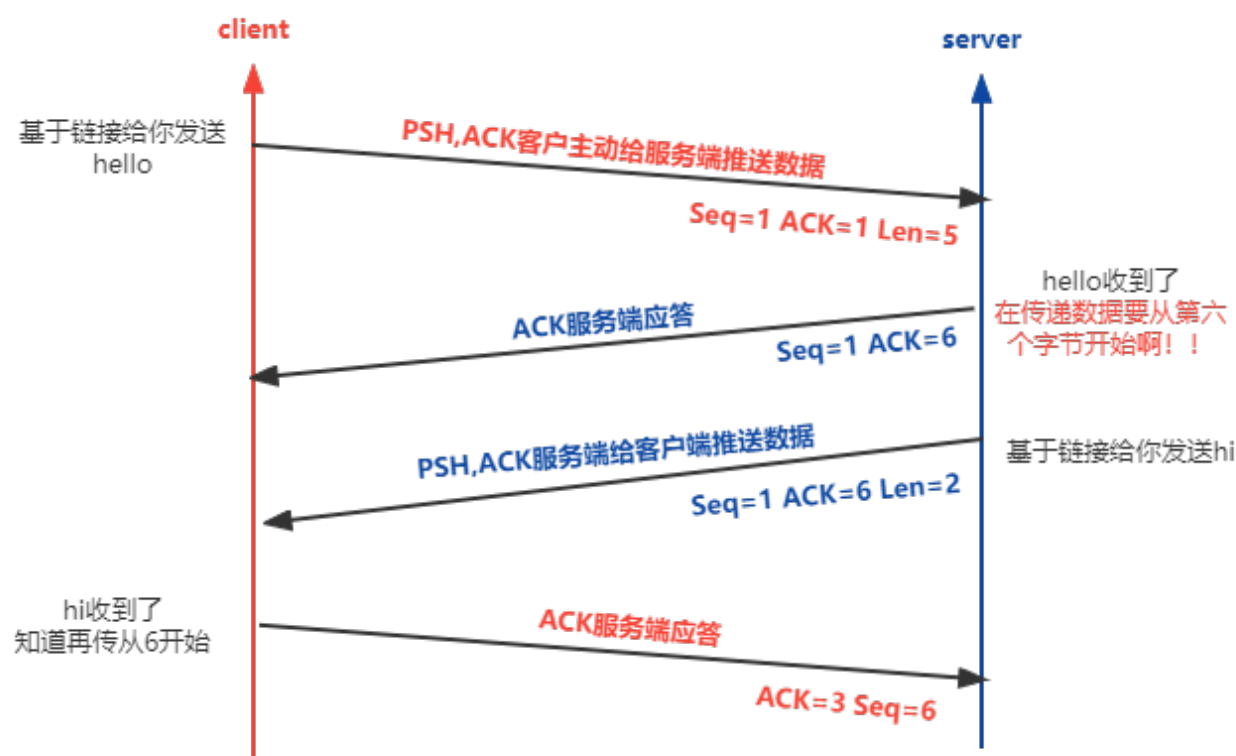 client
server
基于链接给你发送
hello
PSH,ACK客户主动给服务端推送数据
Seq=1 ACK=1 Len=5
hello收到了
在传递数据要从第六
个字节开始啊！！
ACK服务端应答
Seq=1 ACK=6
PSH,ACK服务端给客户端推送数据
基于链接给你发送hi
Seq=1 ACK=6 Len=2
hi收到了
知道再传从6开始
ACK服务端应答
ACK=3 Seq=6